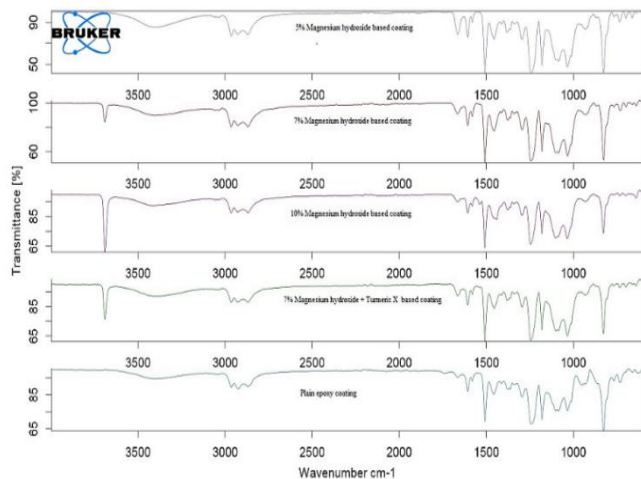 BRUKER
5% Magnesium hydroxide based coating
90
50
3500 3000 2500 2000 1500 1000
7% Magnesium hydroxide based coating
100
60
3500 3000 2500 2000 1500 1000
10% Magnesium hydroxide based coating
85
65
3500 3000 2500 2000 1500 1000
7% Magnesium hydroxide + Turmeric X based coating
85
65
3500 3000 2500 2000 1500 1000
Plain epoxy coating
85
65
3500 3000 2500 2000 1500 1000
Transmittance [%]
Wavenumber cm-1